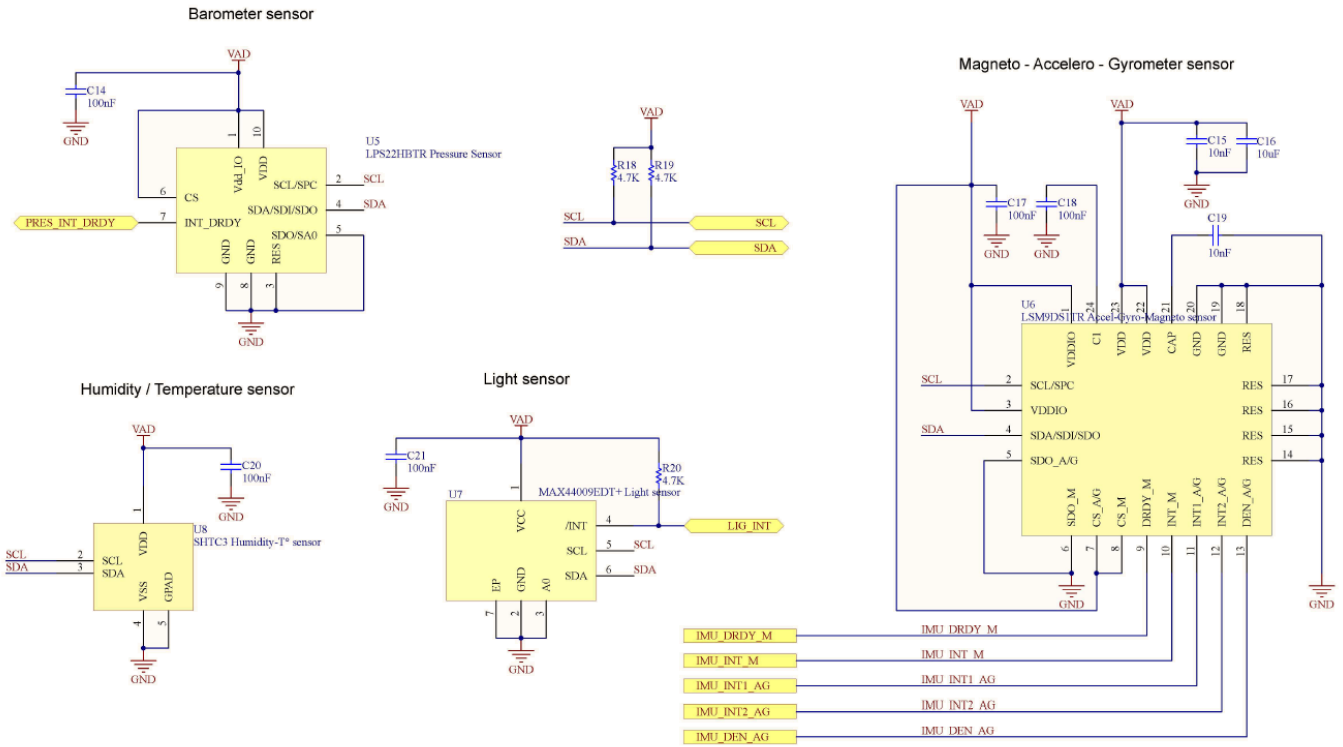 Barometer sensor
VAD
C14
100nF
GND
1
10
Vdd_IO
VDD
U5
LPS22HBTR Pressure Sensor
6
CS
SCL/SPC
2
SCL
PRES_INT_DRDY
7
INT_DRDY
SDA/SDI/SDO
4
SDA
SDO/SA0
5
GND
GND
RES
9
8
3
GND
VAD
R18
4.7K
R19
4.7K
SCL
SCL
SDA
SDA
Magneto - Accelero - Gyrometer sensor
VAD
VAD
C15
10nF
C16
10uF
GND
C17
100nF
GND
C18
100nF
GND
C19
10nF
U6
LSM9DS1TR Accel-Gyro-Magneto sensor
1
24
23
22
21
20
19
18
VDDIO
C1
VDD
VDD
CAP
GND
GND
RES
SCL
2
SCL/SPC
RES
17
3
VDDIO
RES
16
SDA
4
SDA/SDI/SDO
RES
15
5
SDO_A/G
RES
14
SDO_M
CS_A/G
CS_M
DRDY_M
INT_M
INT1_A/G
INT2_A/G
DEN_A/G
6
7
8
9
10
11
12
13
GND
GND
IMU_DRDY_M
IMU_DRDY_M
IMU_INT_M
IMU_INT_M
IMU_INT1_AG
IMU_INT1_AG
IMU_INT2_AG
IMU_INT2_AG
IMU_DEN_AG
IMU_DEN_AG
Humidity / Temperature sensor
VAD
C20
100nF
GND
1
U8
SHTC3 Humidity-T° sensor
VDD
SCL
2
SCL
SDA
3
SDA
VSS
GPAD
4
5
GND
Light sensor
VAD
C21
100nF
GND
R20
4.7K
U7
1
MAX44009EDT+ Light sensor
VCC
/INT
4
LIG_INT
SCL
5
SCL
SDA
6
SDA
EP
GND
A0
7
2
3
GND